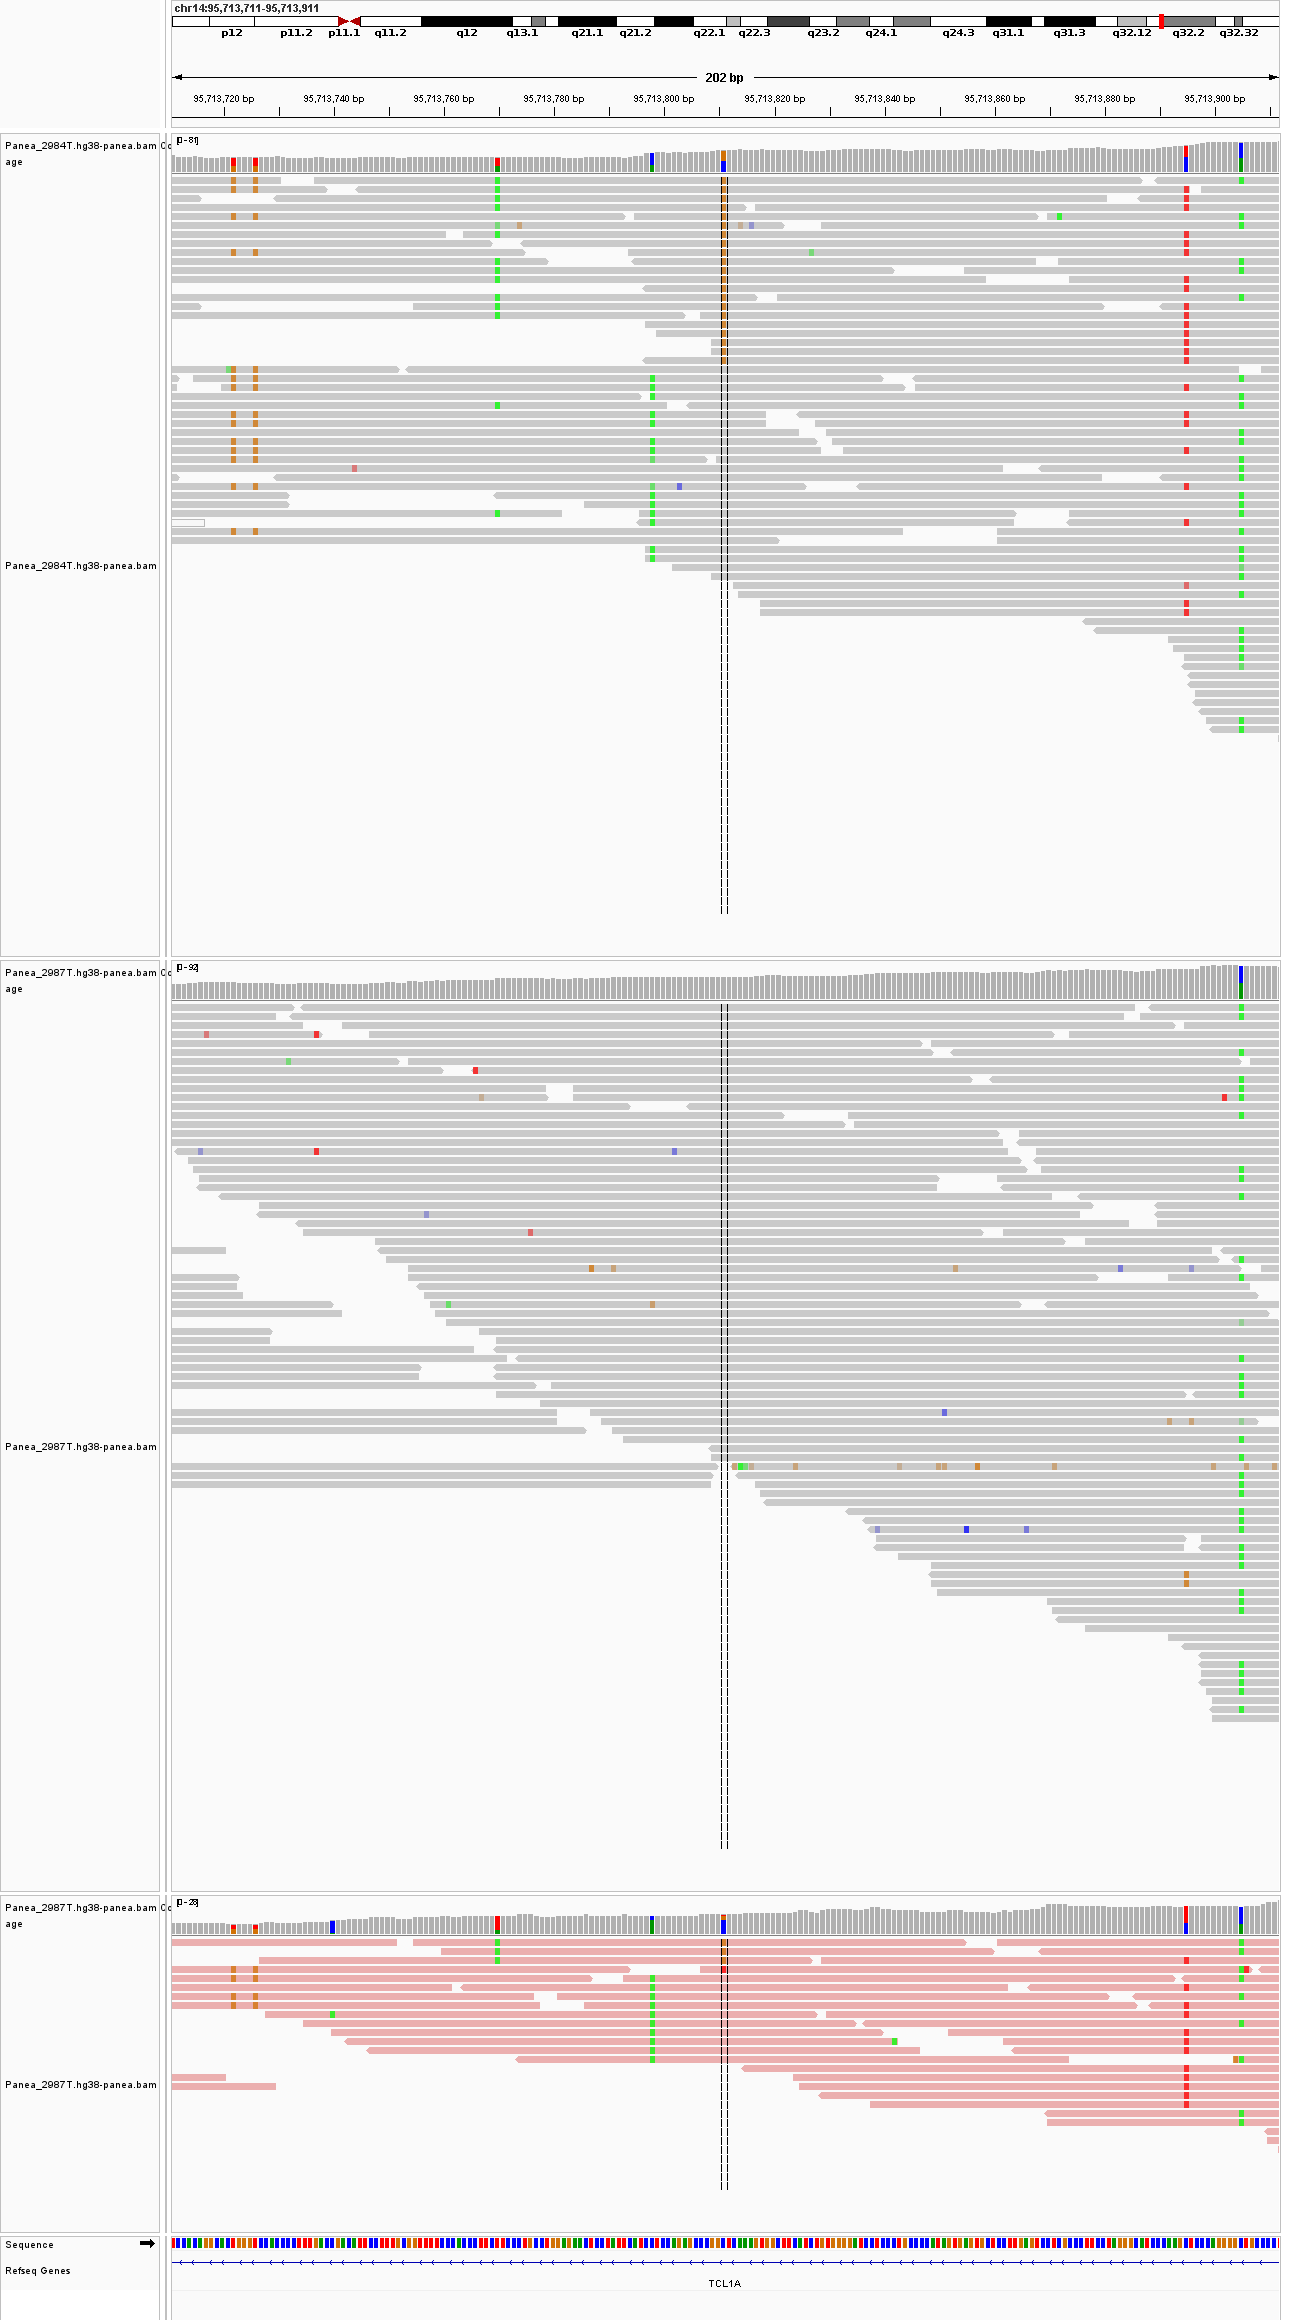 chr14:95,713,711-95,713,911
p12 p11.2 p11.1 q11.2 q12 q13.1 q21.1 q21.2 q22.1 q22.3 q23.2 q24.1 q24.3 q31.1 q31.3 q32.12 q32.2 q32.32
202 bp
95,713,720 bp 95,713,740 bp 95,713,760 bp 95,713,780 bp 95,713,800 bp 95,713,820 bp 95,713,840 bp 95,713,860 bp 95,713,880 bp 95,713,900 bp
Panea_2984T.hg38-panea.bam Co
age
[0-81]
Panea_2984T.hg38-panea.bam
Panea_2987T.hg38-panea.bam Co
age
[0-92]
Panea_2987T.hg38-panea.bam
Panea_2987T.hg38-panea.bam Co
age
[0-28]
Panea_2987T.hg38-panea.bam
Sequence
Refseq Genes
TCL1A